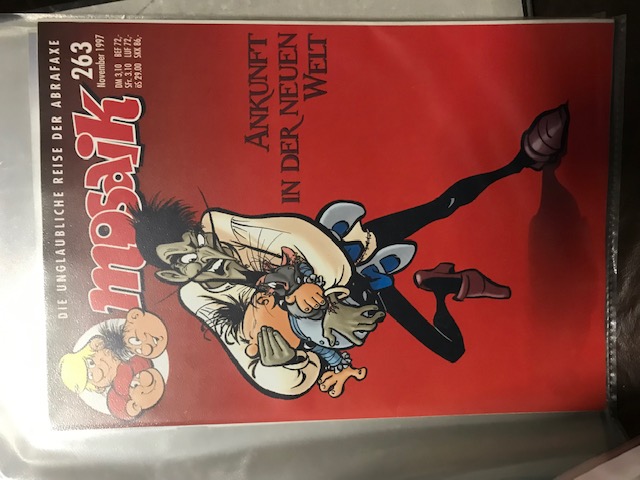 DIE UNGLAUBLICHE REISE DER ABRAFAXE
mosaik
263
November 1997
DM 3,10 BEF 72,-
SFr. 3.10 LUF 72,-
öS 29.00 SKK 86,-
ANKUNFT
IN DER NEUEN
WELT